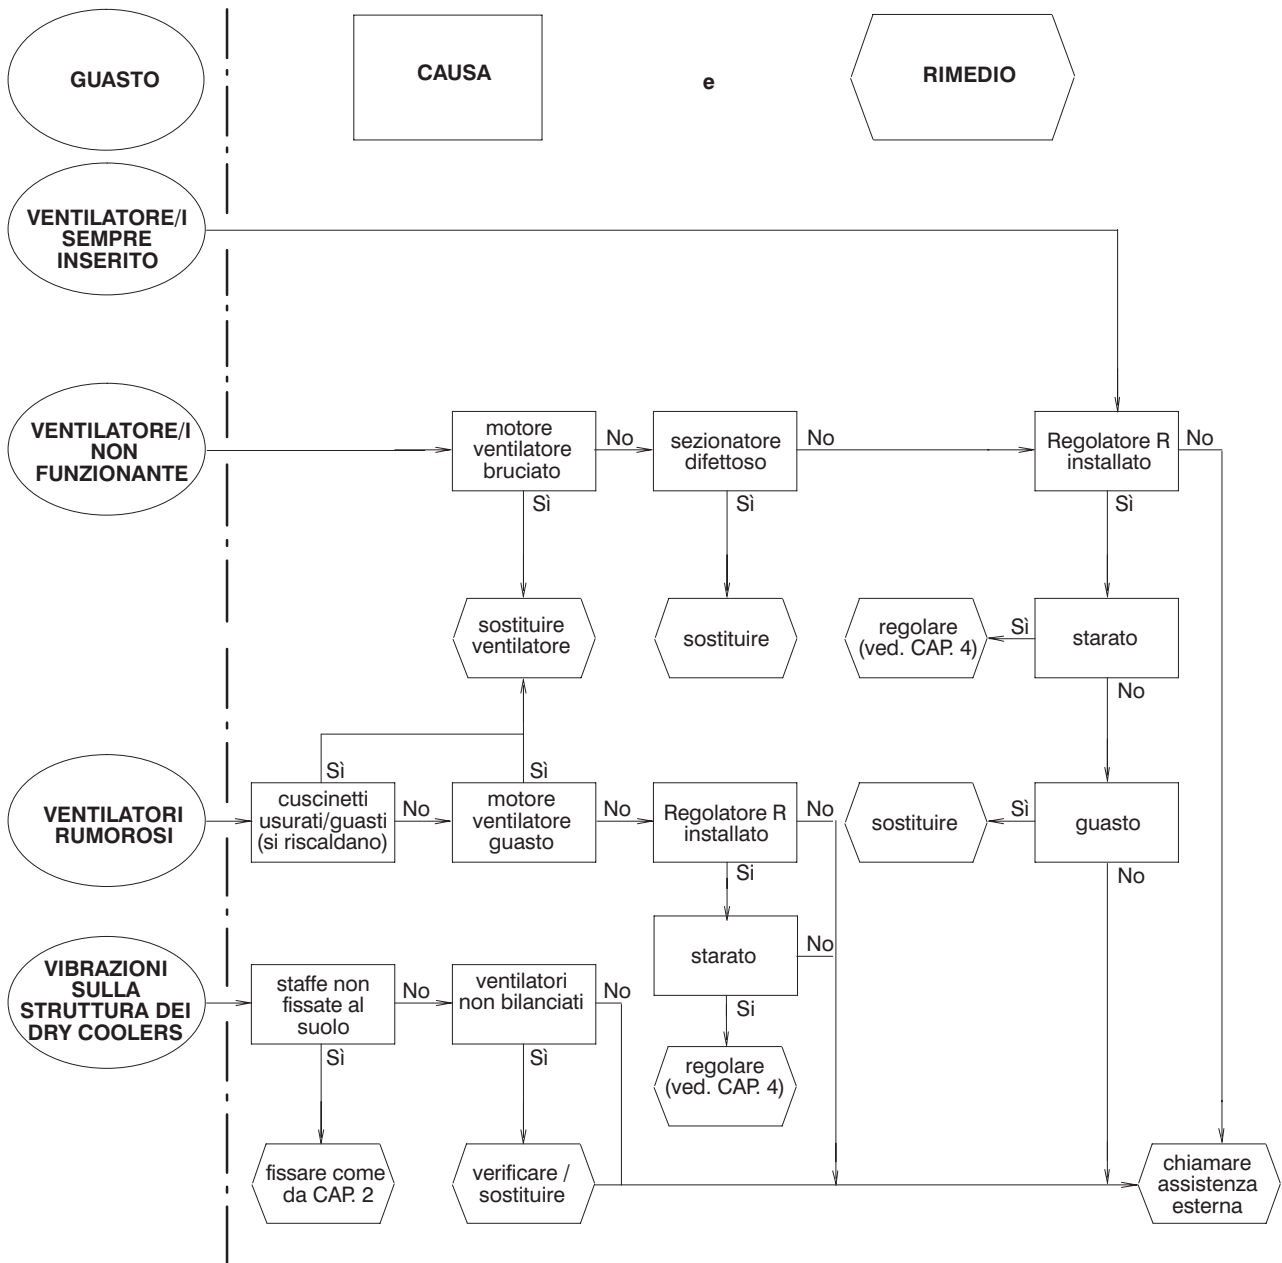 GUASTO
CAUSA
e
RIMEDIO
VENTILATORE/I
SEMPRE
INSERITO
VENTILATORE/I
NON
FUNZIONANTE
motore
ventilatore
bruciato
No
Sì
sezionatore
difettoso
No
Sì
Regolatore R
installato
No
Sì
sostituire
ventilatore
sostituire
regolare
(ved. CAP. 4)
Sì
starato
No
VENTILATORI
RUMOROSI
Sì
cuscinetti
usurati/guasti
(si riscaldano)
No
Sì
motore
ventilatore
guasto
No
Regolatore R
installato
No
Si
sostituire
Sì
guasto
No
starato
No
Si
regolare
(ved. CAP. 4)
VIBRAZIONI
SULLA
STRUTTURA DEI
DRY COOLERS
staffe non
fissate al
suolo
No
Sì
ventilatori
non bilanciati
No
Sì
fissare come
da CAP. 2
verificare /
sostituire
chiamare
assistenza
esterna